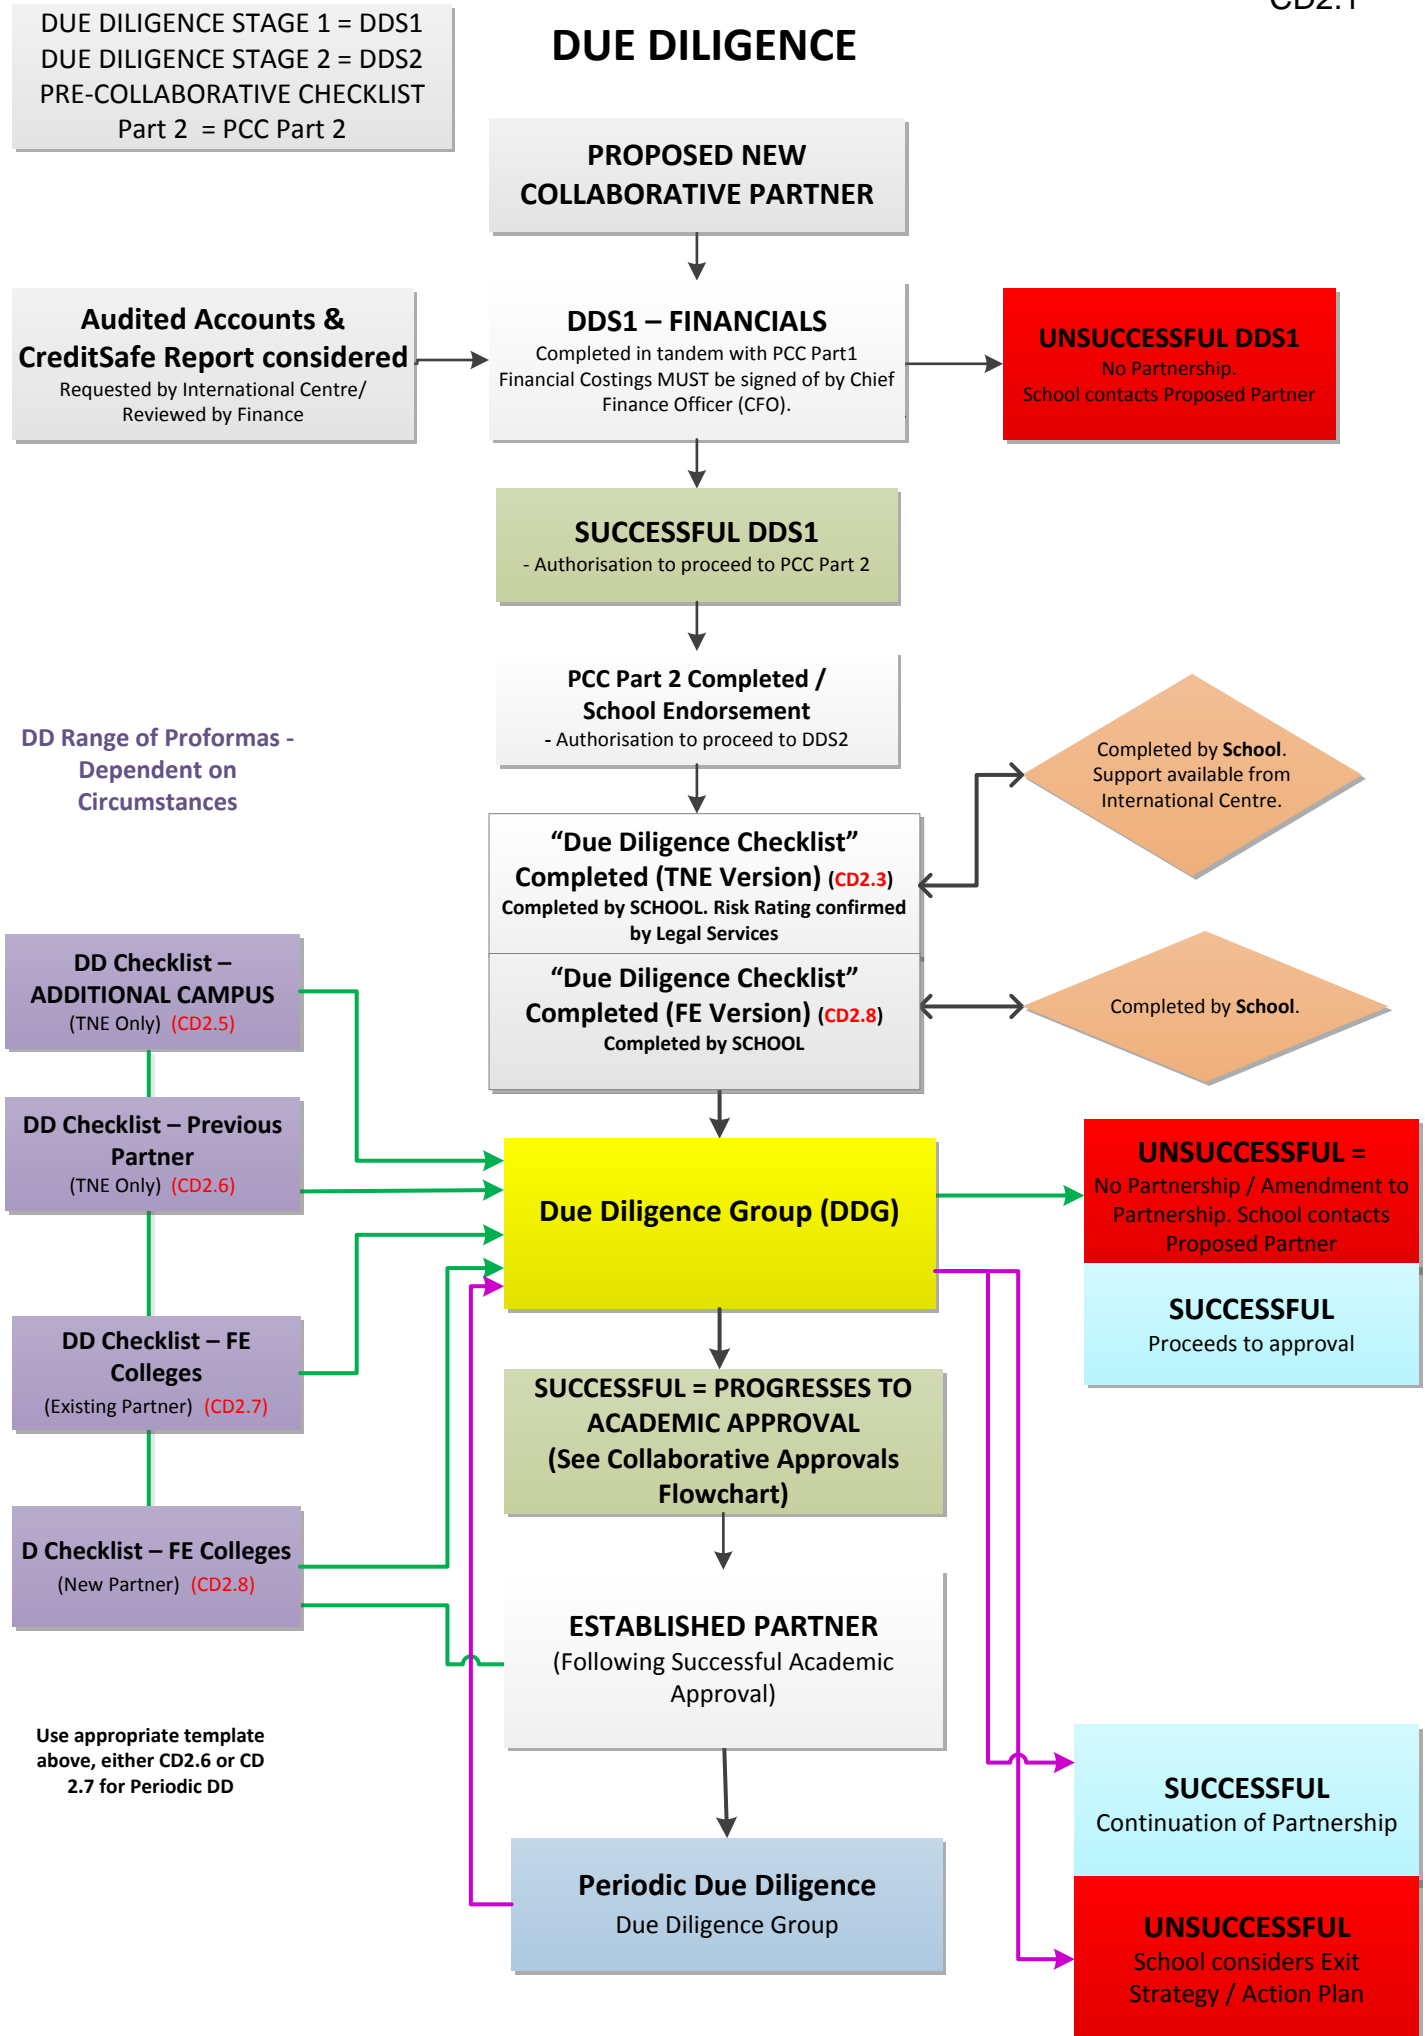 CD2.1
DUE DILIGENCE STAGE 1 = DDS1
DUE DILIGENCE STAGE 2 = DDS2
PRE-COLLABORATIVE CHECKLIST
Part 2 = PCC Part 2
DUE DILIGENCE
PROPOSED NEW
COLLABORATIVE PARTNER
Audited Accounts &
CreditSafe Report considered
Requested by International Centre/
Reviewed by Finance
DDS1 – FINANCIALS
Completed in tandem with PCC Part1
Financial Costings MUST be signed of by Chief
Finance Officer (CFO).
UNSUCCESSFUL DDS1
No Partnership.
School contacts Proposed Partner
SUCCESSFUL DDS1
- Authorisation to proceed to PCC Part 2
PCC Part 2 Completed /
School Endorsement
- Authorisation to proceed to DDS2
DD Range of Proformas -
Dependent on
Circumstances
Completed by School.
Support available from
International Centre.
“Due Diligence Checklist”
Completed (TNE Version) (CD2.3)
Completed by SCHOOL. Risk Rating confirmed
by Legal Services
“Due Diligence Checklist”
Completed (FE Version) (CD2.8)
Completed by SCHOOL
Completed by School.
DD Checklist –
ADDITIONAL CAMPUS
(TNE Only) (CD2.5)
DD Checklist – Previous
Partner
(TNE Only) (CD2.6)
DD Checklist – FE
Colleges
(Existing Partner) (CD2.7)
D Checklist – FE Colleges
(New Partner) (CD2.8)
Use appropriate template
above, either CD2.6 or CD
2.7 for Periodic DD
Due Diligence Group (DDG)
UNSUCCESSFUL =
No Partnership / Amendment to
Partnership. School contacts
Proposed Partner
SUCCESSFUL
Proceeds to approval
SUCCESSFUL = PROGRESSES TO
ACADEMIC APPROVAL
(See Collaborative Approvals
Flowchart)
ESTABLISHED PARTNER
(Following Successful Academic
Approval)
Periodic Due Diligence
Due Diligence Group
SUCCESSFUL
Continuation of Partnership
UNSUCCESSFUL
School considers Exit
Strategy / Action Plan